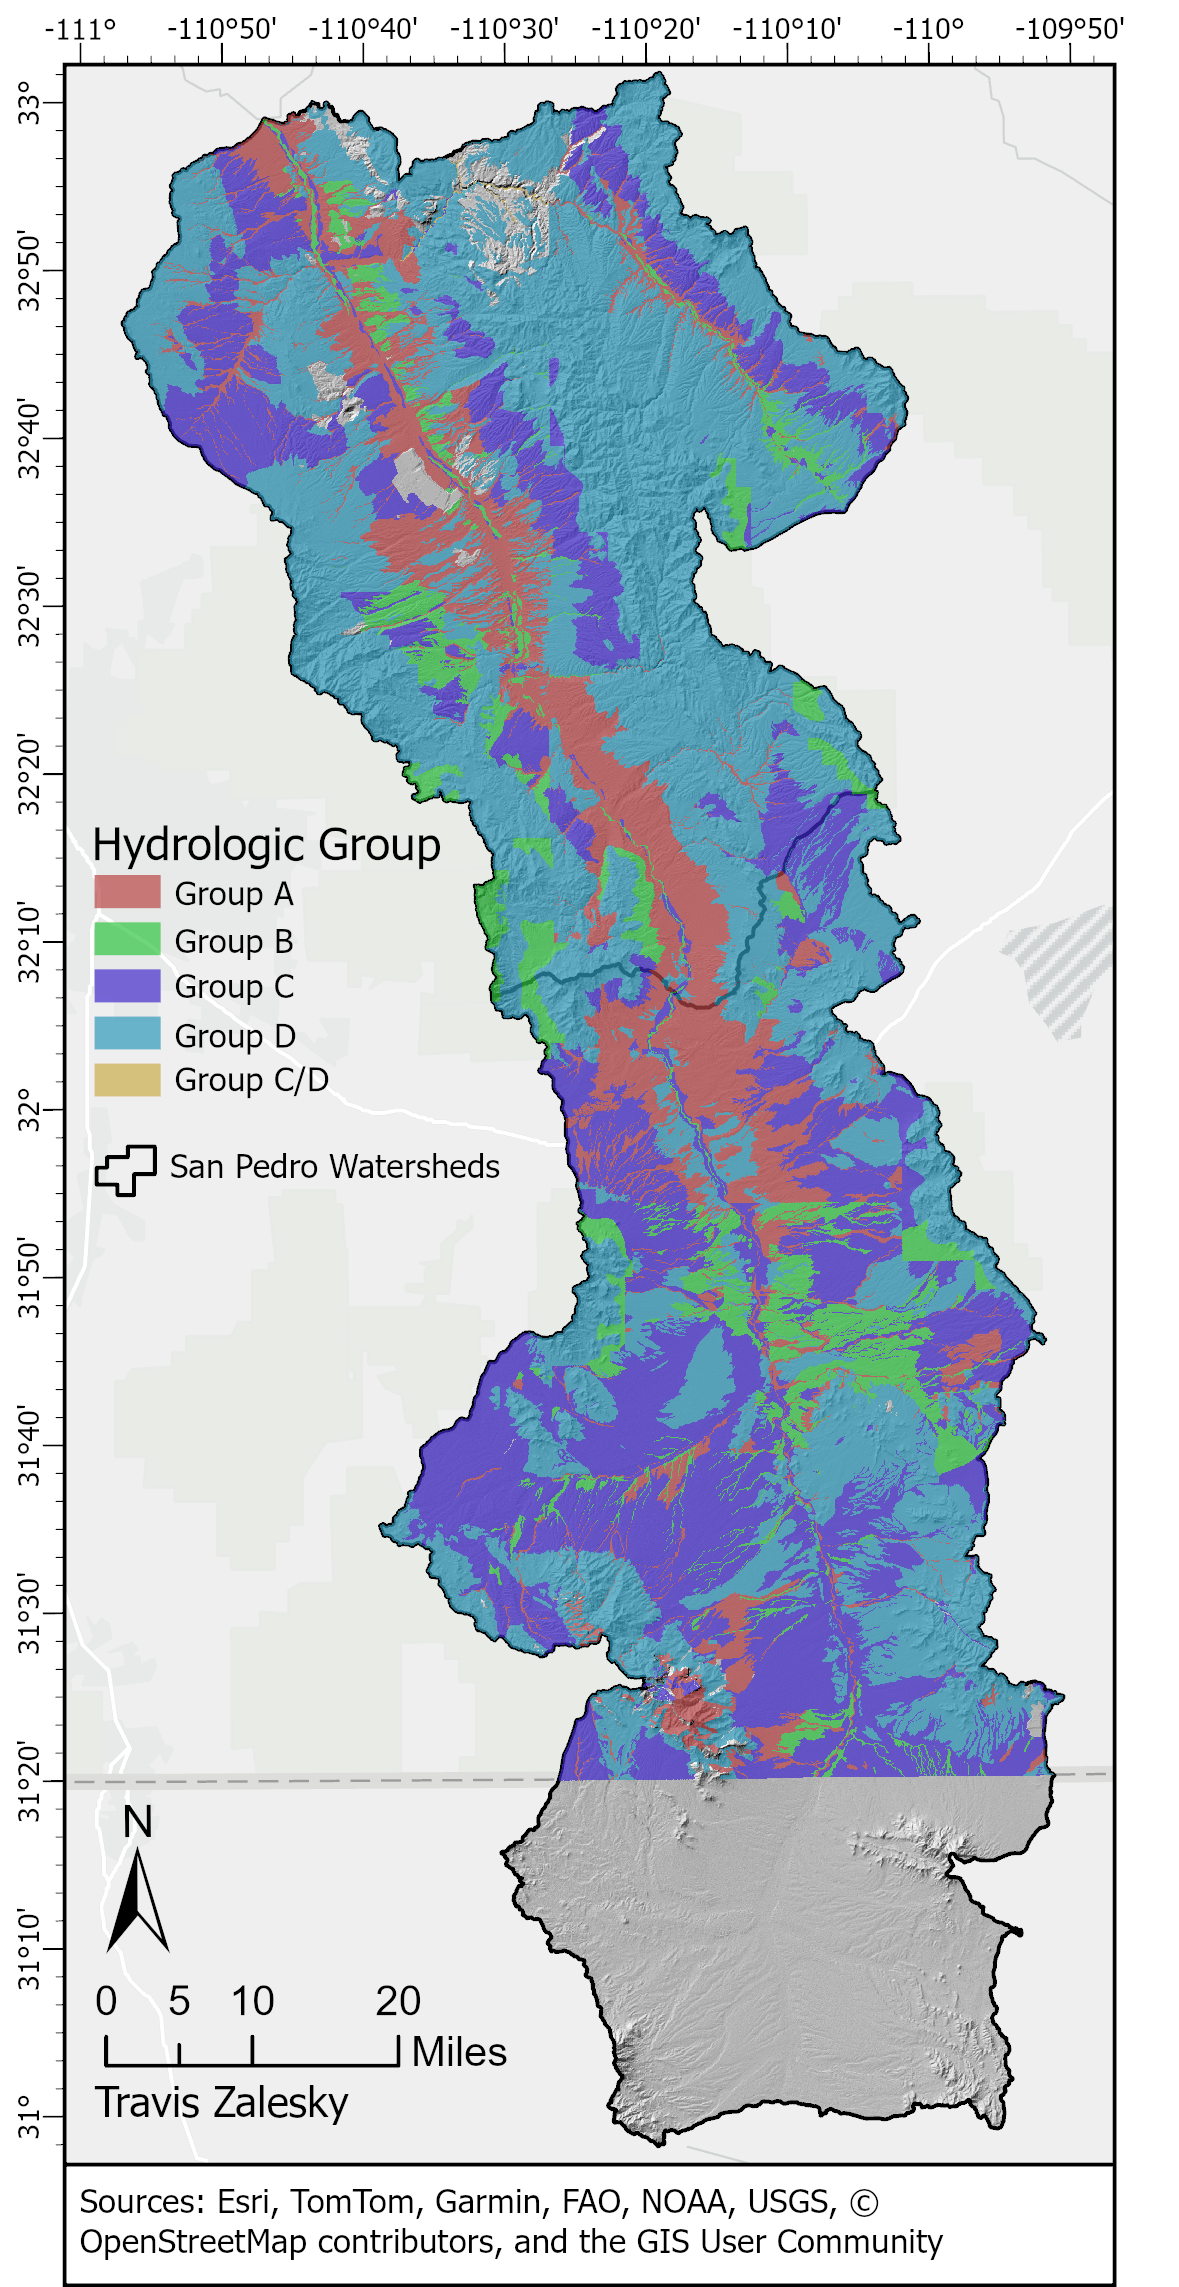 -111° -110°50' -110°40' -110°30' -110°20' -110°10' -110° -109°50'
33°
32°50'
32°40'
32°30'
32°20'
32°10'
32°
31°50'
31°40'
31°30'
31°20'
31°10'
31°
Hydrologic Group
Group A
Group B
Group C
Group D
Group C/D
San Pedro Watersheds
N
0 5 10 20
Miles
Travis Zalesky
Sources: Esri, TomTom, Garmin, FAO, NOAA, USGS, ©
OpenStreetMap contributors, and the GIS User Community